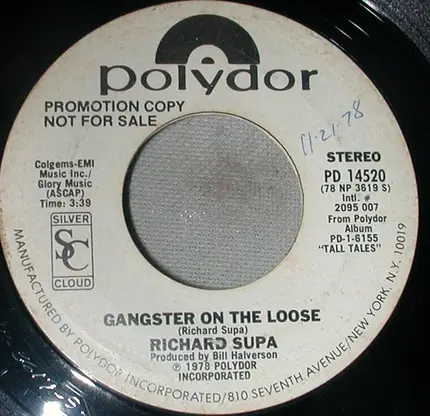 polydor
PROMOTION COPY
NOT FOR SALE
11-21-78
Colgems-EMI
Music Inc./
Glory Music
(ASCAP)
Time: 3:39
SILVER
SC
CLOUD
STEREO
PD 14520
(78 NP 3619 S)
Intl. #
2095 007
From Polydor
Album
PD-1-6155
"TALL TALES"
GANGSTER ON THE LOOSE
(Richard Supa)
RICHARD SUPA
Produced by Bill Halverson
℗ 1978 POLYDOR
INCORPORATED
MANUFACTURED BY POLYDOR INCORPORATED/810 SEVENTH AVENUE/NEW YORK, N.Y. 10019